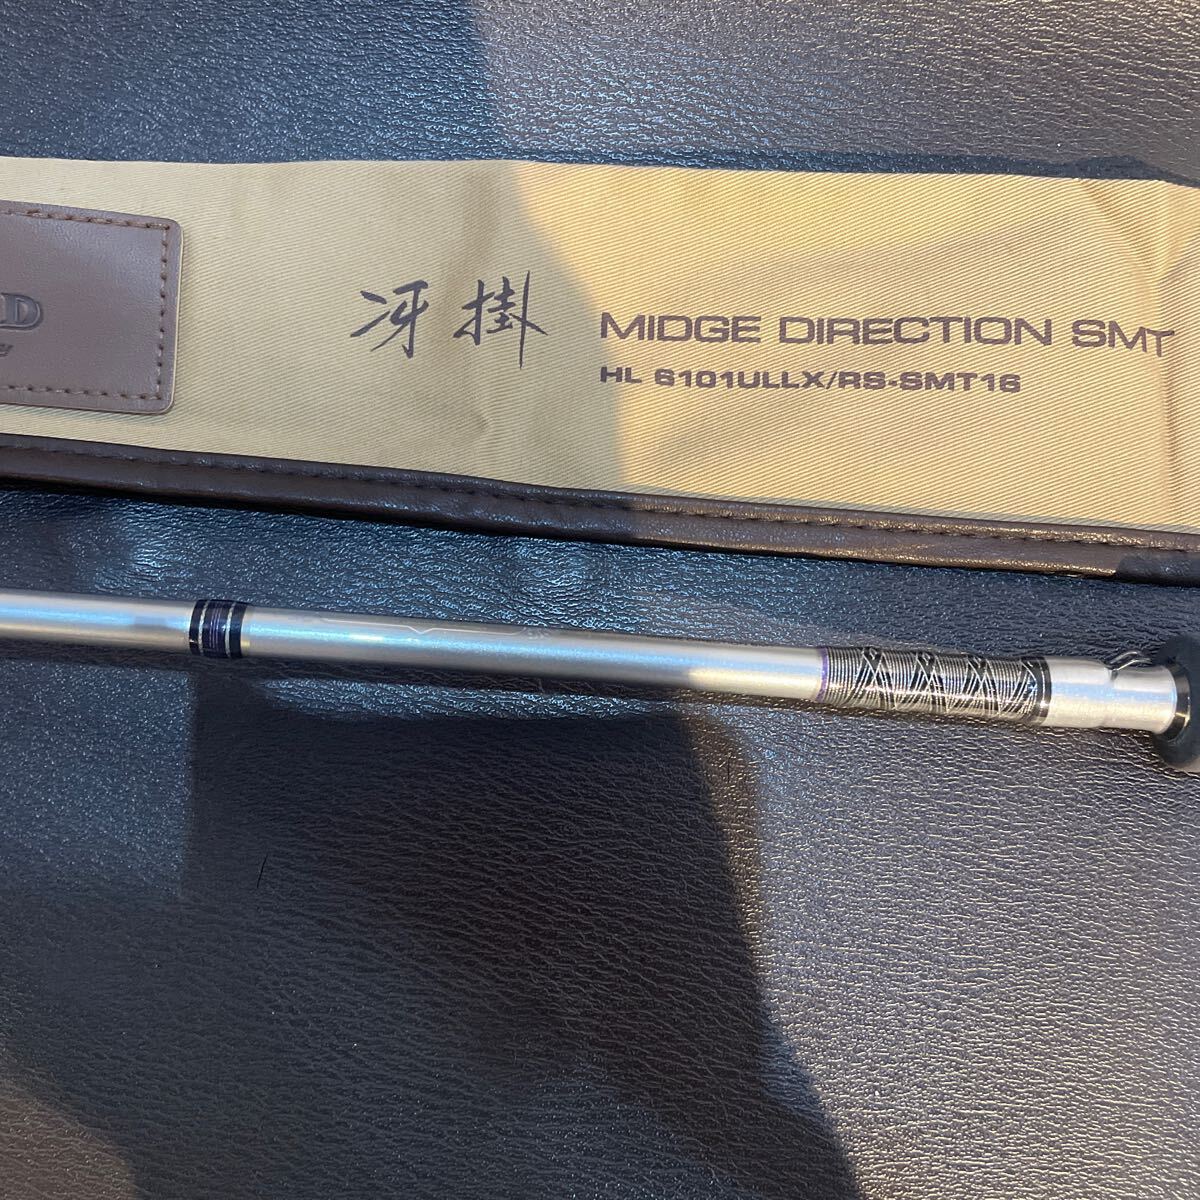 冴掛
MIDGE DIRECTION SMT
HL 6101ULLX/RS·SMT16